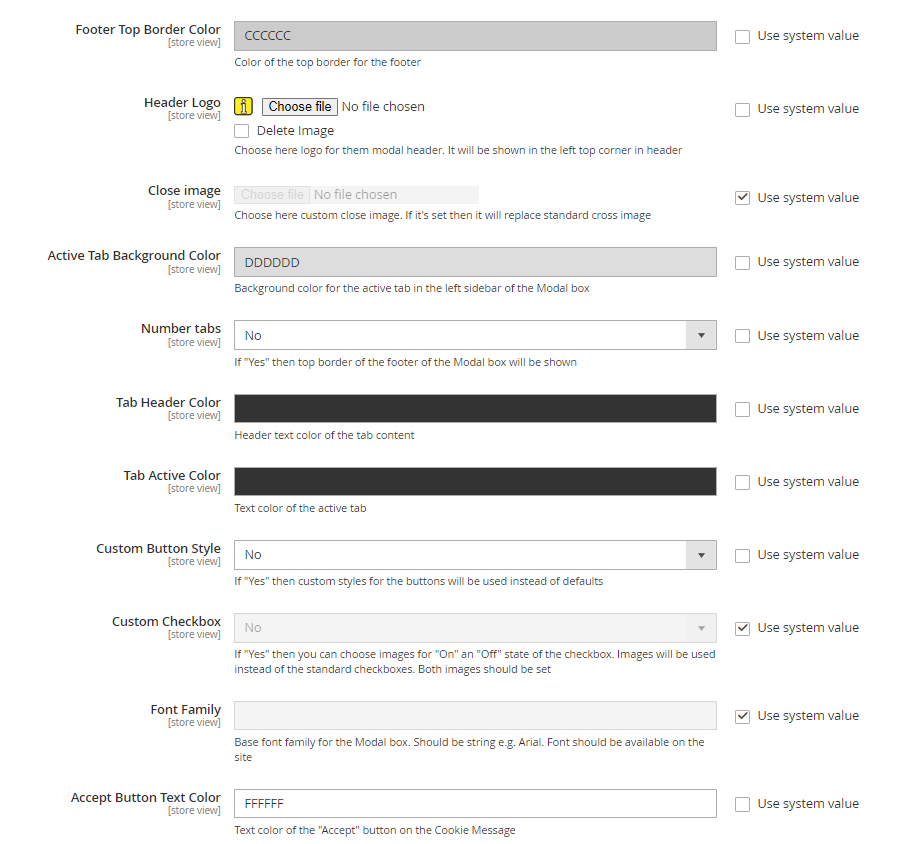 Footer Top Border Color
[store view]
CCCCCC
Use system value
Color of the top border for the footer
Header Logo
[store view]
Choose file No file chosen
Use system value
Delete Image
Choose here logo for them modal header. It will be shown in the left top corner in header
Close image
[store view]
Choose file No file chosen
Use system value
Choose here custom close image. If it's set then it will replace standard cross image
Active Tab Background Color
[store view]
DDDDDD
Use system value
Background color for the active tab in the left sidebar of the Modal box
Number tabs
[store view]
No
Use system value
If "Yes" then top border of the footer of the Modal box will be shown
Tab Header Color
[store view]
Use system value
Header text color of the tab content
Tab Active Color
[store view]
Use system value
Text color of the active tab
Custom Button Style
[store view]
No
Use system value
If "Yes" then custom styles for the buttons will be used instead of defaults
Custom Checkbox
[store view]
No
Use system value
If "Yes" then you can choose images for "On" an "Off" state of the checkbox. Images will be used
instead of the standard checkboxes. Both images should be set
Font Family
[store view]
Use system value
Base font family for the Modal box. Should be string e.g. Arial. Font should be available on the
site
Accept Button Text Color
[store view]
FFFFFF
Use system value
Text color of the "Accept" button on the Cookie Message